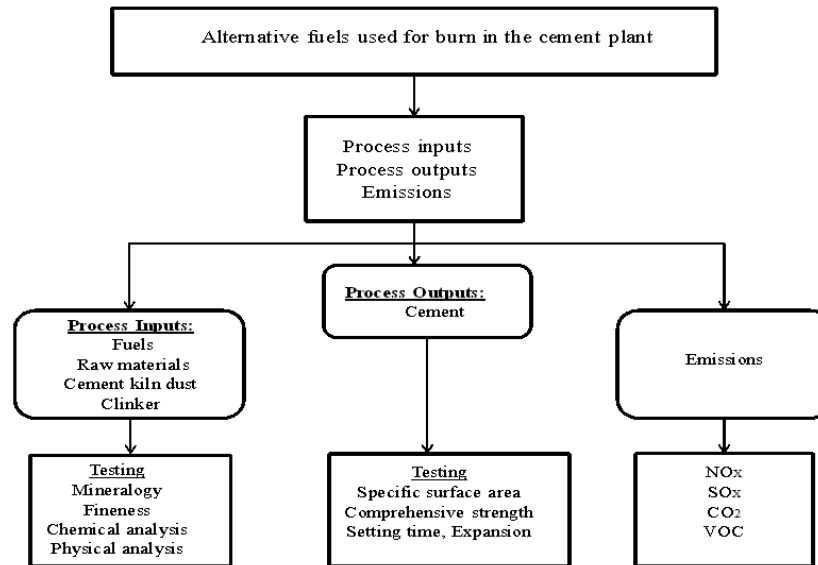 Alternative fuels used for burn in the cement plant
Process inputs
Process outputs
Emissions
Process Inputs:
Fuels
Raw materials
Cement kiln dust
Clinker
Process Outputs:
Cement
Emissions
Testing
Mineralogy
Fineness
Chemical analysis
Physical analysis
Testing
Specific surface area
Comprehensive strength
Setting time, Expansion
NOx
SOx
CO2
VOC